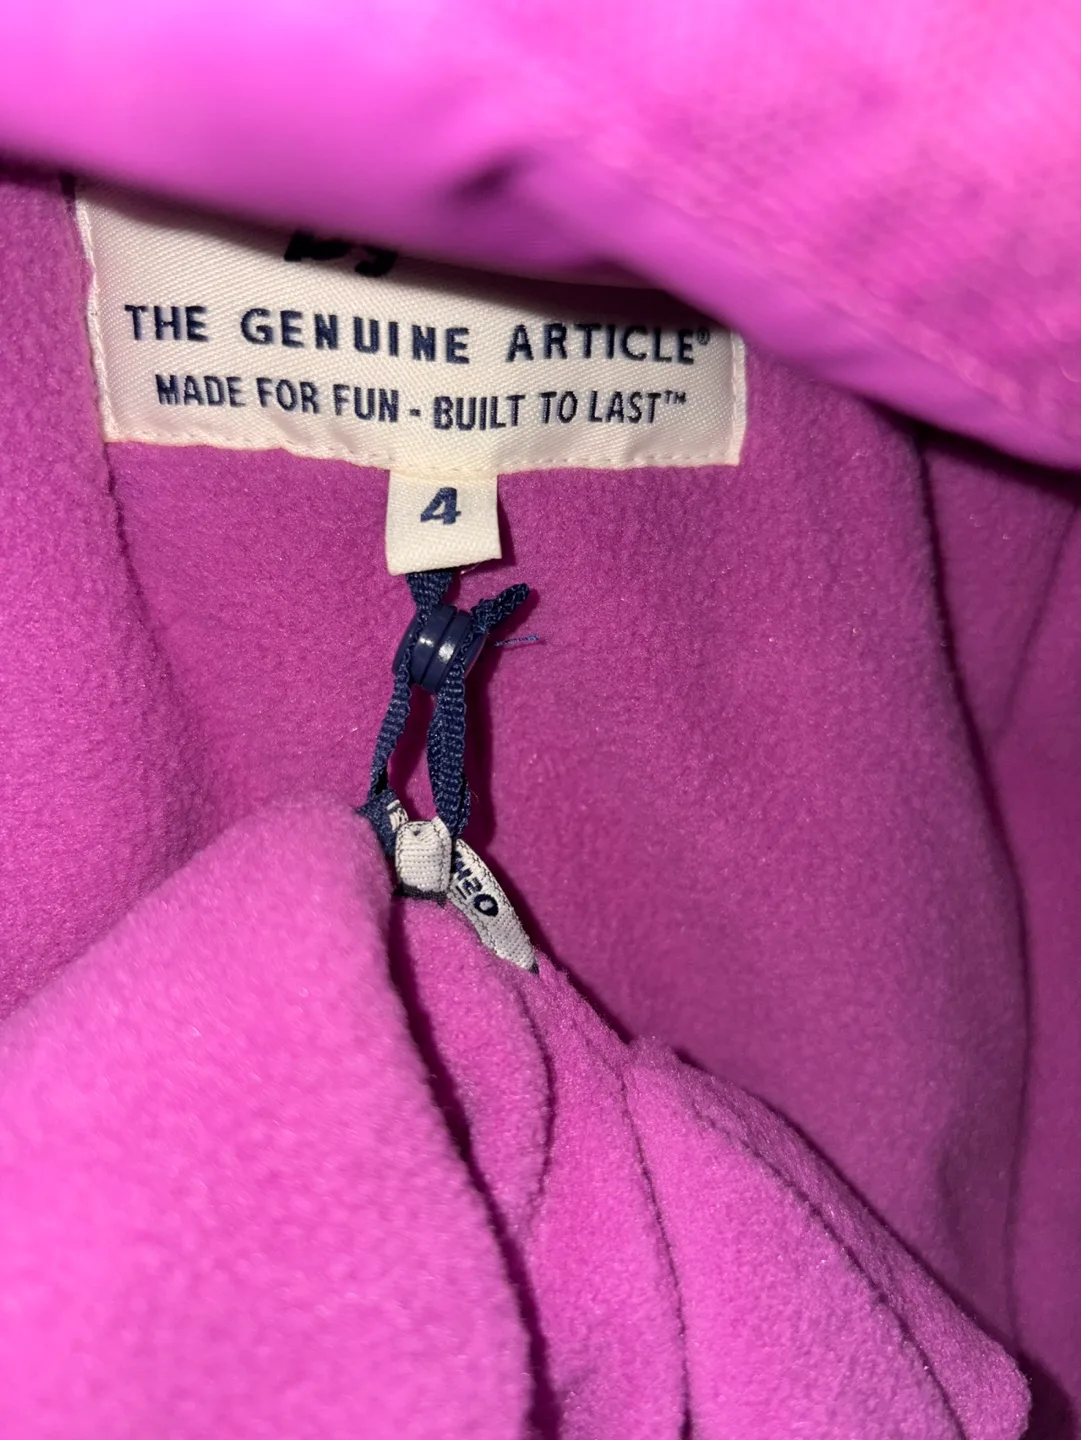 THE GENUINE ARTICLE®
MADE FOR FUN - BUILT TO LAST™
4